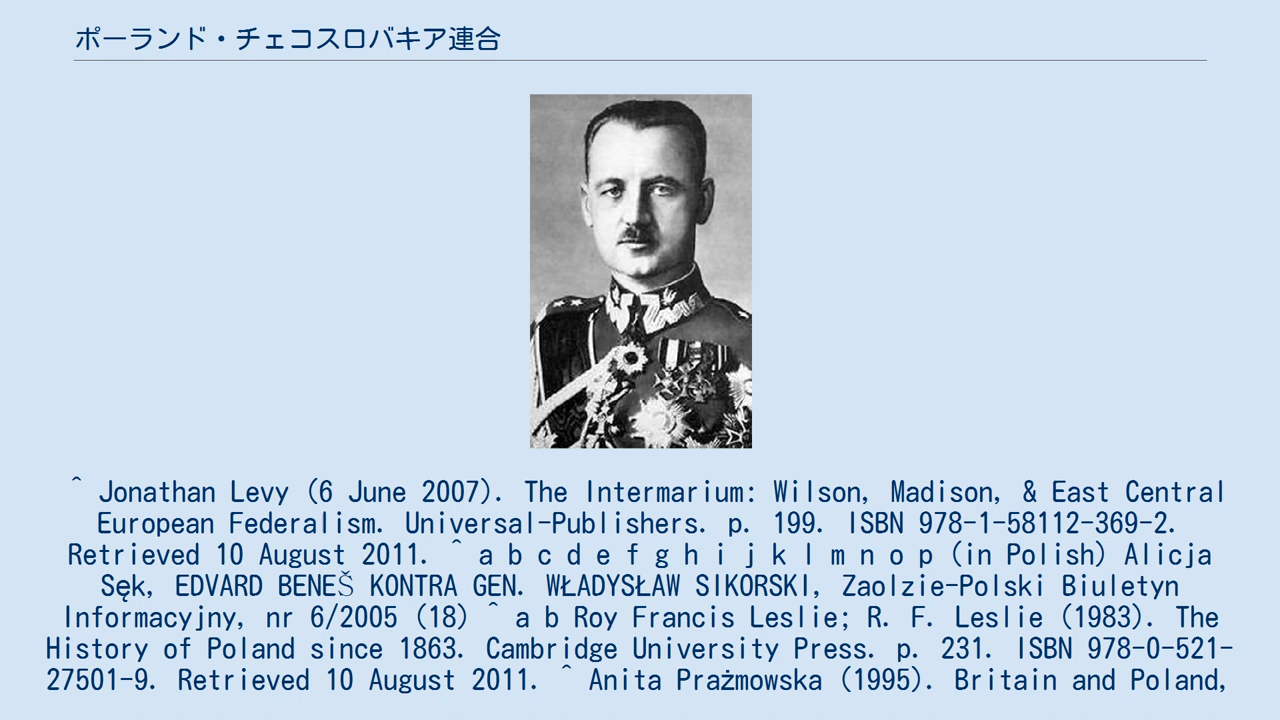 ポーランド・チェコスロバキア連合
^ Jonathan Levy (6 June 2007). The Intermarium: Wilson, Madison, & East Central
European Federalism. Universal-Publishers. p. 199. ISBN 978-1-58112-369-2.
Retrieved 10 August 2011. ^ a b c d e f g h i j k l m n o p (in Polish) Alicja
Sęk, EDVARD BENEŠ KONTRA GEN. WŁADYSŁAW SIKORSKI, Zaolzie-Polski Biuletyn
Informacyjny, nr 6/2005 (18) ^ a b Roy Francis Leslie; R. F. Leslie (1983). The
History of Poland since 1863. Cambridge University Press. p. 231. ISBN 978-0-521-
27501-9. Retrieved 10 August 2011. ^ Anita Prażmowska (1995). Britain and Poland,